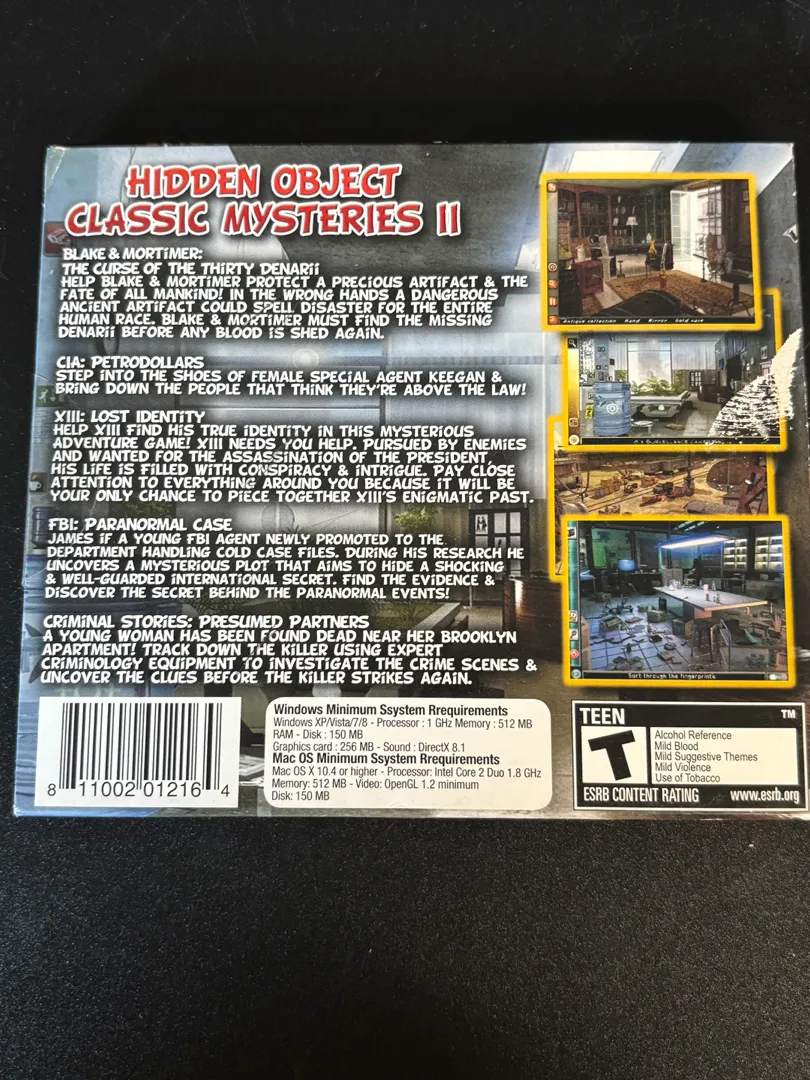 HIDDEN OBJECT
CLASSIC MYSTERIES II
BLAKE & MORTIMER:
THE CURSE OF THE THIRTY DENARII
HELP BLAKE & MORTIMER PROTECT A PRECIOUS ARTIFACT & THE
FATE OF ALL MANKIND! IN THE WRONG HANDS A DANGEROUS
ANCIENT ARTIFACT COULD SPELL DISASTER FOR THE ENTIRE
HUMAN RACE. BLAKE & MORTIMER MUST FIND THE MISSING
DENARII BEFORE ANY BLOOD IS SHED AGAIN.
CIA: PETRODOLLARS
STEP INTO THE SHOES OF FEMALE SPECIAL AGENT KEEGAN &
BRING DOWN THE PEOPLE THAT THINK THEY'RE ABOVE THE LAW!
XIII: LOST IDENTITY
HELP XIII FIND HIS TRUE IDENTITY IN THIS MYSTERIOUS
ADVENTURE GAME! XIII NEEDS YOU HELP. PURSUED BY ENEMIES
AND WANTED FOR THE ASSASSINATION OF THE PRESIDENT,
HIS LIFE IS FILLED WITH CONSPIRACY & INTRIGUE. PAY CLOSE
ATTENTION TO EVERYTHING AROUND YOU BECAUSE IT WILL BE
YOUR ONLY CHANCE TO PIECE TOGETHER XIII'S ENIGMATIC PAST.
FBI: PARANORMAL CASE
JAMES IF A YOUNG FBI AGENT NEWLY PROMOTED TO THE
DEPARTMENT HANDLING COLD CASE FILES. DURING HIS RESEARCH HE
UNCOVERS A MYSTERIOUS PLOT THAT AIMS TO HIDE A SHOCKING
& WELL-GUARDED INTERNATIONAL SECRET. FIND THE EVIDENCE &
DISCOVER THE SECRET BEHIND THE PARANORMAL EVENTS!
CRIMINAL STORIES: PRESUMED PARTNERS
A YOUNG WOMAN HAS BEEN FOUND DEAD NEAR HER BROOKLYN
APARTMENT! TRACK DOWN THE KILLER USING EXPERT
CRIMINOLOGY EQUIPMENT TO INVESTIGATE THE CRIME SCENES &
UNCOVER THE CLUES BEFORE THE KILLER STRIKES AGAIN.
Antique collection Hand Mirror Gold vase
Sort through the fingerprints
8 11002 01216 4
Windows Minimum Ssystem Rrequirements
Windows XP/Vista/7/8 - Processor : 1 GHz Memory : 512 MB
RAM - Disk : 150 MB
Graphics card : 256 MB - Sound : DirectX 8.1
Mac OS Minimum Ssystem Rrequirements
Mac OS X 10.4 or higher - Processor: Intel Core 2 Duo 1.8 GHz
Memory: 512 MB - Video: OpenGL 1.2 minimum
Disk: 150 MB
TEEN TM
T
Alcohol Reference
Mild Blood
Mild Suggestive Themes
Mild Violence
Use of Tobacco
ESRB CONTENT RATING www.esrb.org